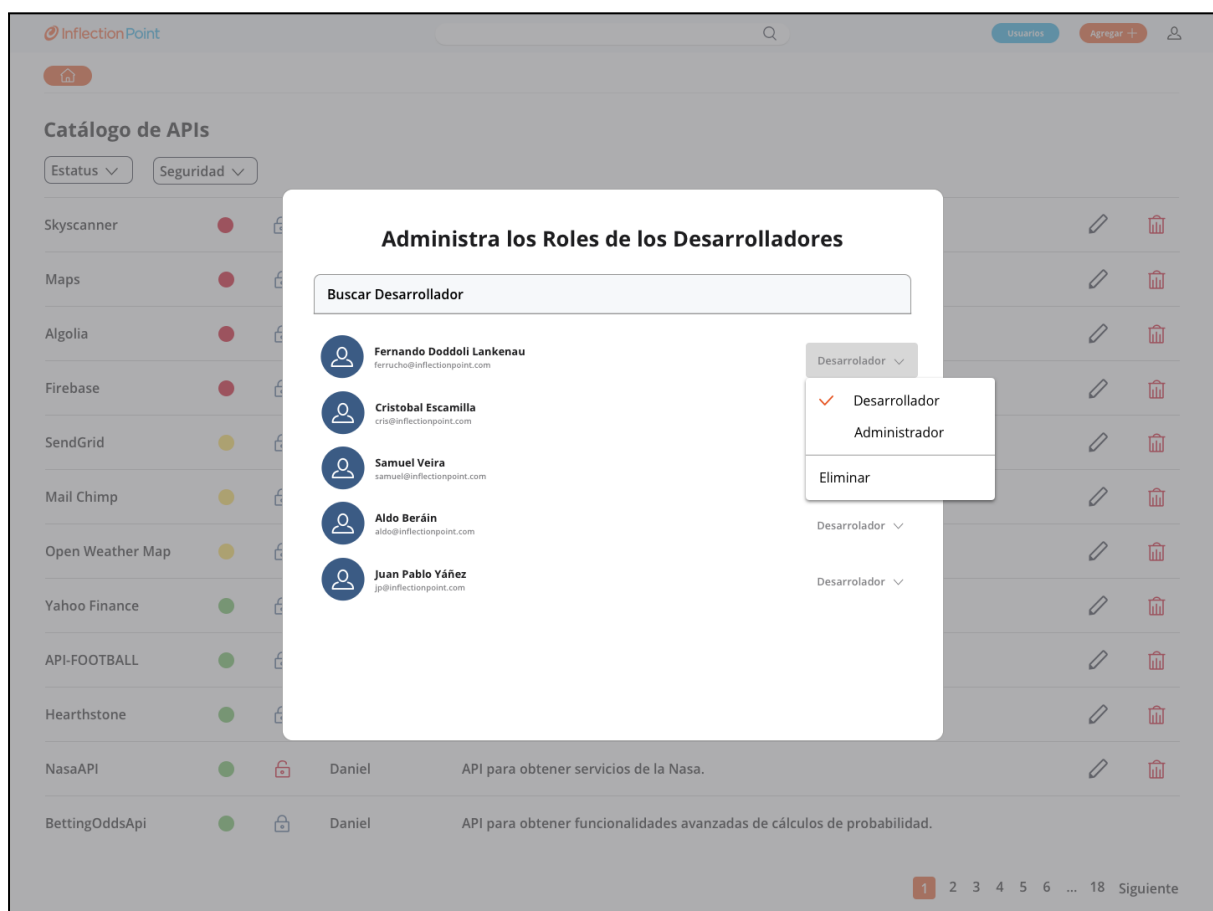 InflectionPoint
Usuarios
Agregar
Catálogo de APIs
Estatus
Seguridad
Skyscanner
Maps
Algolia
Firebase
SendGrid
Mail Chimp
Open Weather Map
Yahoo Finance
API-FOOTBALL
Hearthstone
NasaAPI Daniel API para obtener servicios de la Nasa.
BettingOddsApi Daniel API para obtener funcionalidades avanzadas de cálculos de probabilidad.
1 2 3 4 5 6 ... 18 Siguiente
Administra los Roles de los Desarrolladores
Buscar Desarrollador
Fernando Doddoli Lankenau
ferrucho@inflectionpoint.com
Desarrolador
Desarrollador
Administrador
Eliminar
Cristobal Escamilla
cris@inflectionpoint.com
Samuel Veira
samuel@inflectionpoint.com
Aldo Beráin
aldo@inflectionpoint.com
Desarrolador
Juan Pablo Yáñez
jp@inflectionpoint.com
Desarrolador